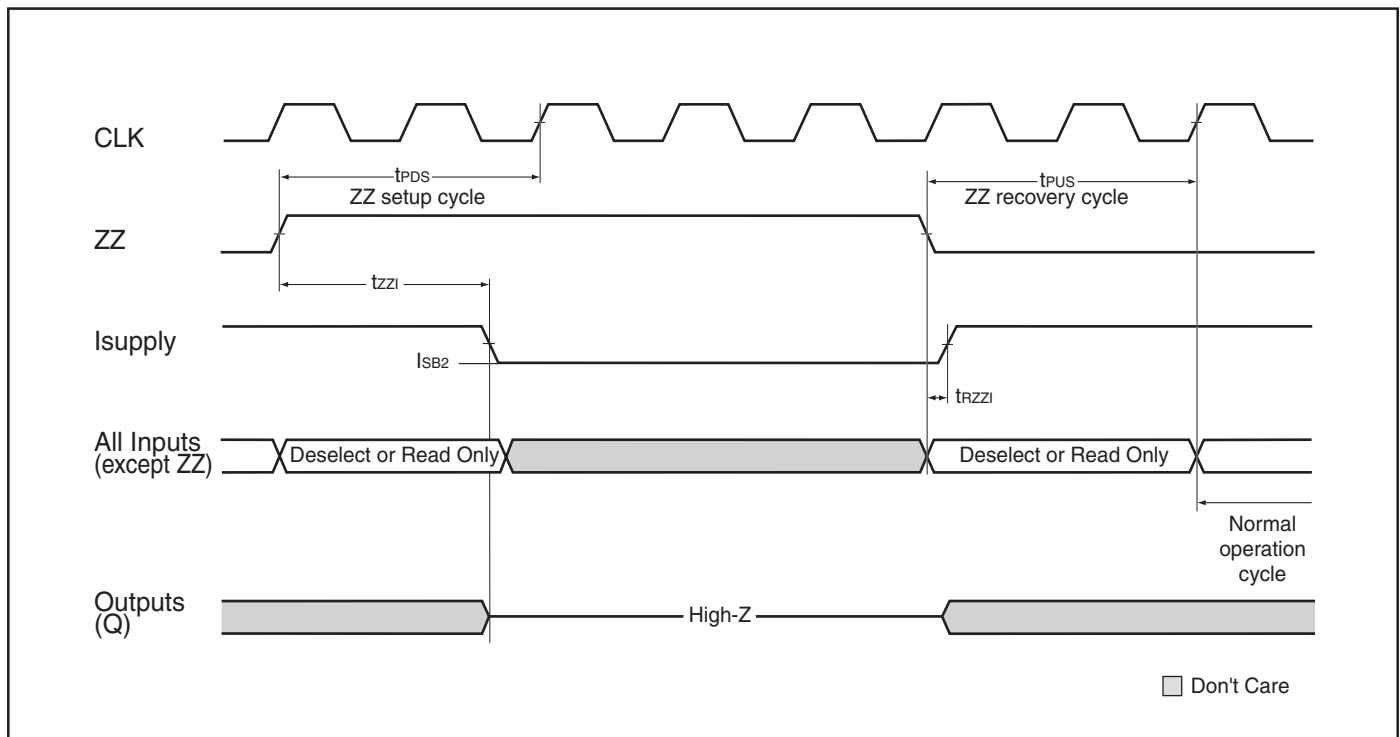 CLK
tPDS
ZZ setup cycle
tPUS
ZZ recovery cycle
ZZ
tZZI
Isupply
ISB2
tRZZI
All Inputs
(except ZZ)
Deselect or Read Only
Deselect or Read Only
Normal
operation
cycle
Outputs
(Q)
High-Z
Don't Care